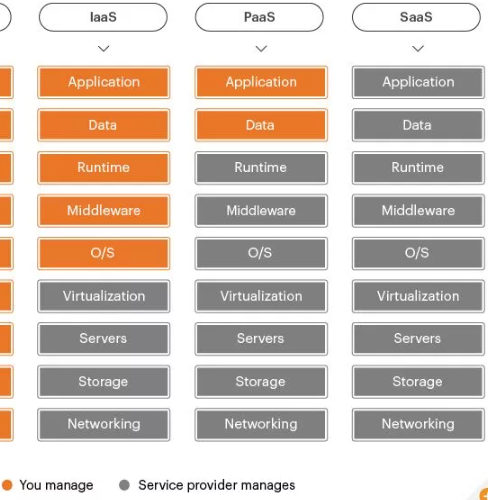 IaaS PaaS SaaS
Application Application Application
Data Data Data
Runtime Runtime Runtime
Middleware Middleware Middleware
O/S O/S O/S
Virtualization Virtualization Virtualization
Servers Servers Servers
Storage Storage Storage
Networking Networking Networking
You manage Service provider manages